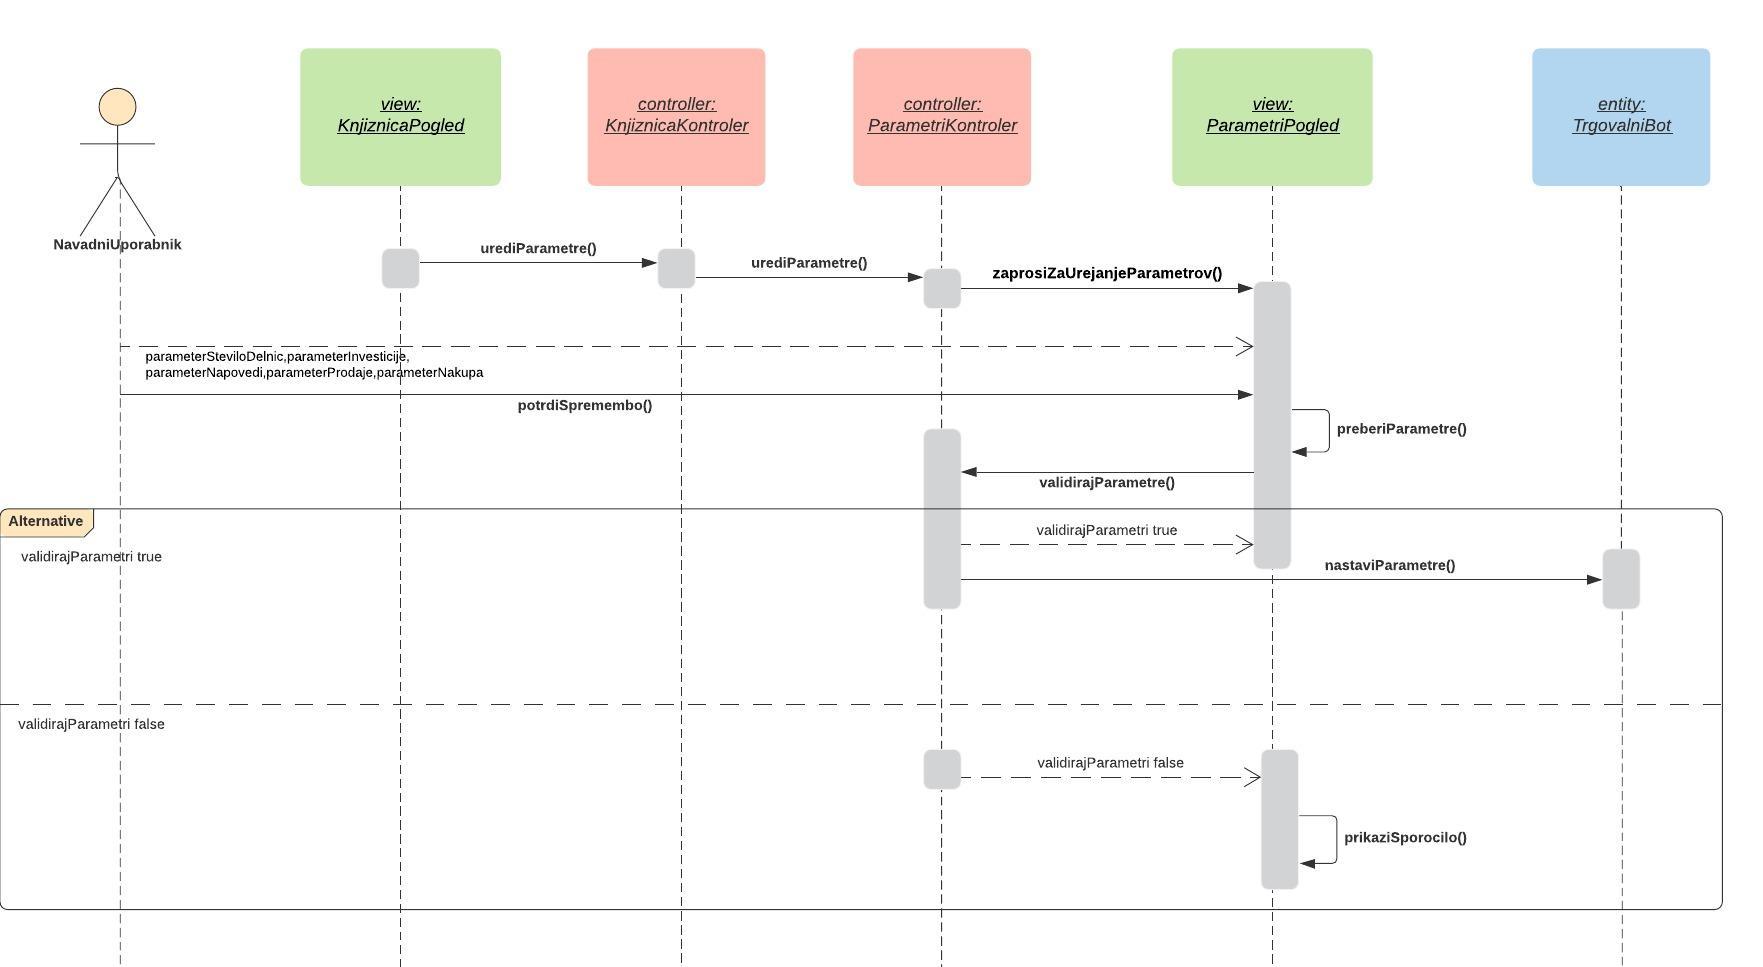 view:
KnjiznicaPogled
controller:
KnjiznicaKontroler
controller:
ParametriKontroler
view:
ParametriPogled
entity:
TrgovalniBot
NavadniUporabnik
urediParametre()
urediParametre()
zaprosiZaUrejanjeParametrov()
parameterSteviloDelnic,parameterInvesticije,
parameterNapovedi,parameterProdaje,parameterNakupa
potrdiSpremembo()
preberiParametre()
validirajParametre()
Alternative
validirajParametri true
validirajParametri true
nastaviParametre()
validirajParametri false
validirajParametri false
prikaziSporocilo()